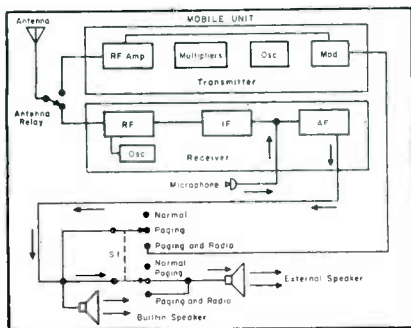 MOBILE UNIT
Antenna
RF Amp
Multipliers
Osc
Mod
Transmitter
Antenna
Relay
RF
IF
AF
Osc
Receiver
Microphone
Normal
Paging
S1
Paging and Radio
Normal
Paging
External Speaker
Paging and Radio
Builtin Speaker